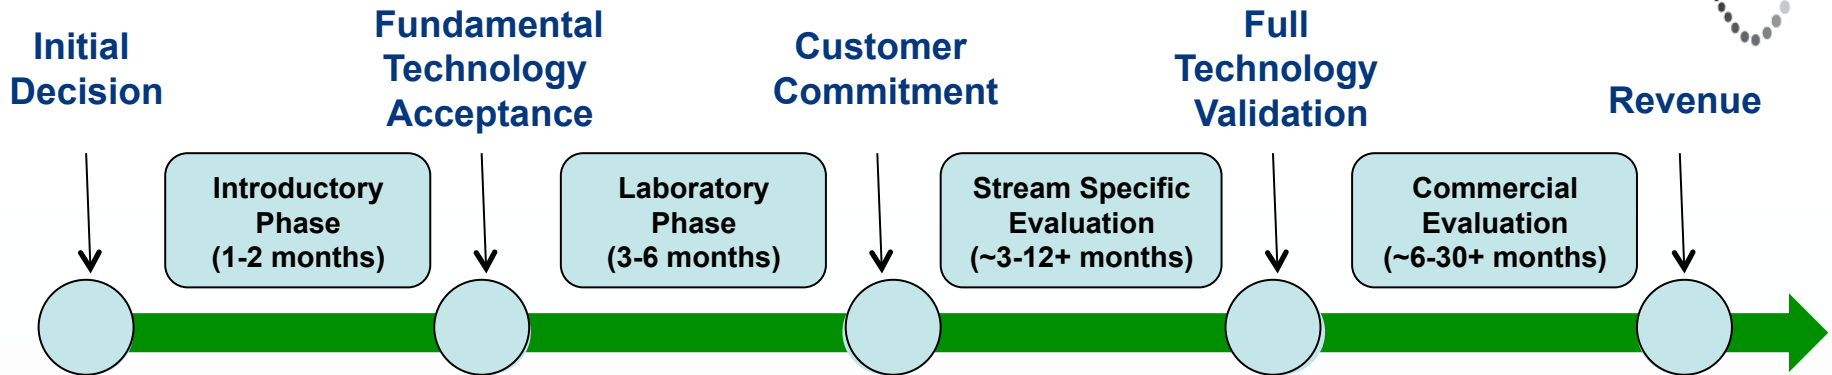 Initial
Decision
Fundamental
Technology
Acceptance
Customer
Commitment
Full
Technology
Validation
Revenue
Introductory
Phase
(1-2 months)
Laboratory
Phase
(3-6 months)
Stream Specific
Evaluation
(~3-12+ months)
Commercial
Evaluation
(~6-30+ months)